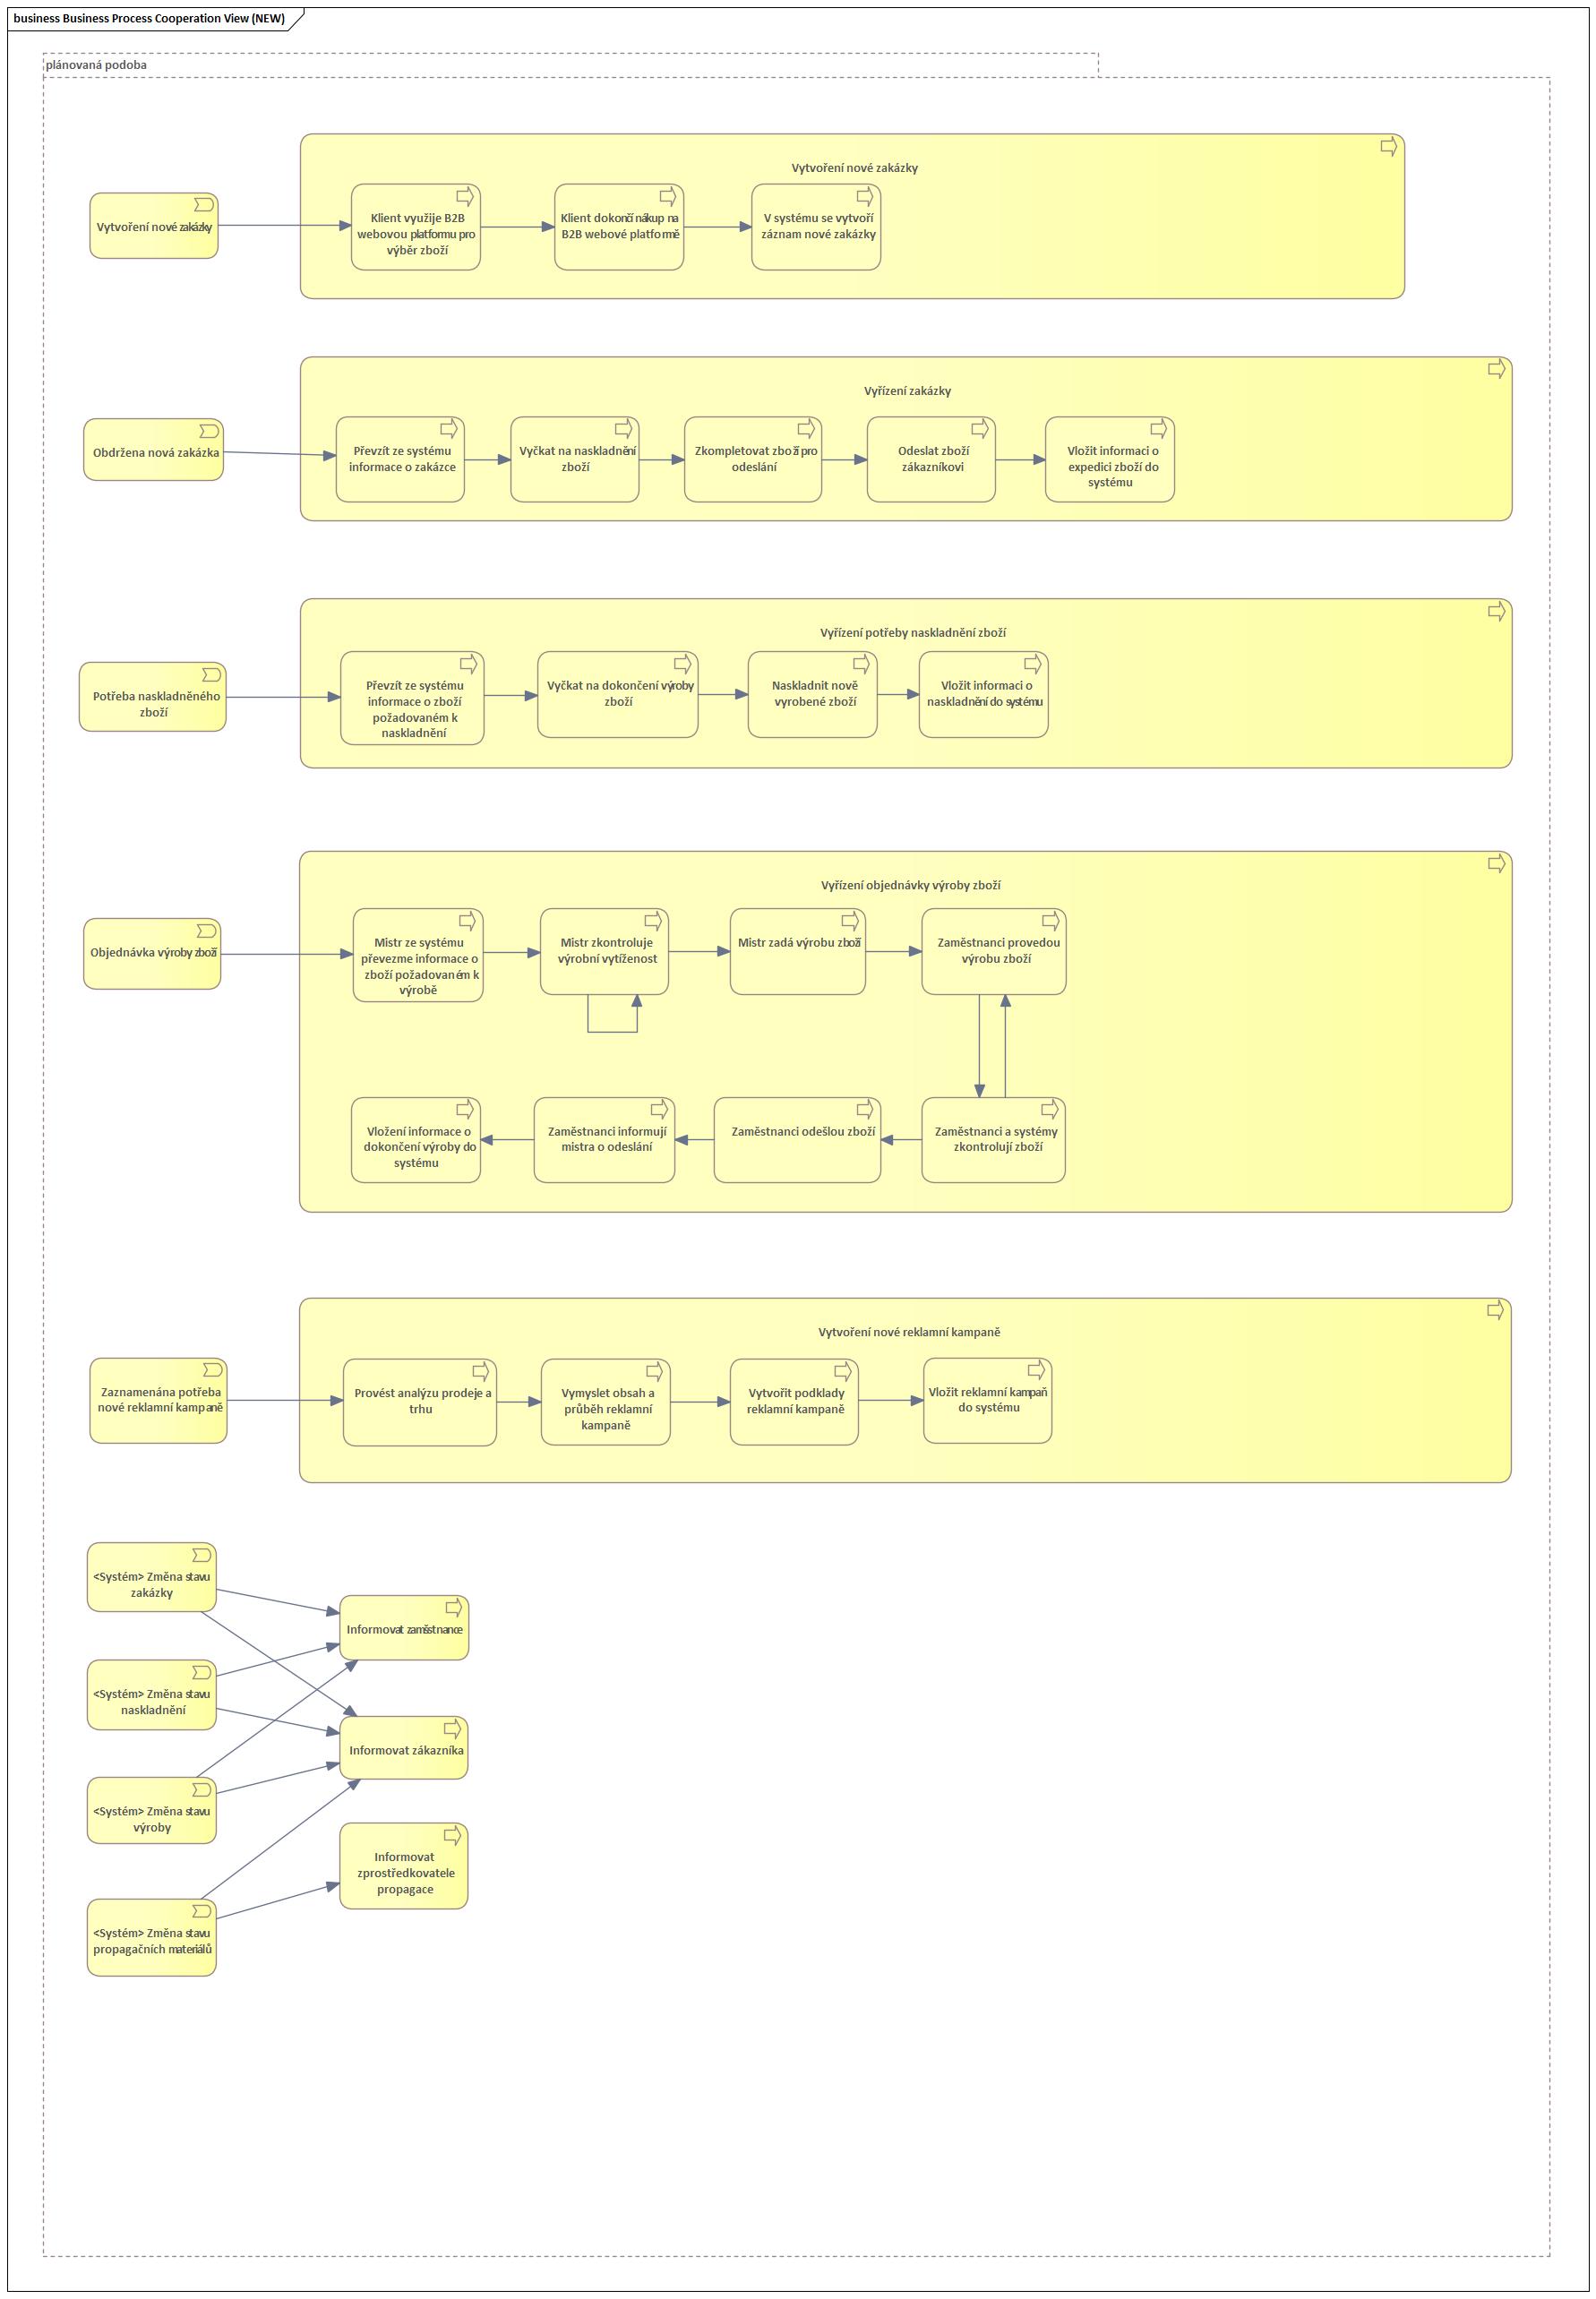 business Business Process Cooperation View (NEW)
plánovaná podoba
Vytvoření nové zakázky
Vytvoření nové zakázky
Klient využije B2B
webovou platformu pro
výběr zboží
Klient dokončí nákup na
B2B webové platformě
V systému se vytvoří
záznam nové zakázky
Vyřízení zakázky
Obdržena nová zakázka
Převzít ze systému
informace o zakázce
Vyčkat na naskladnění
zboží
Zkompletovat zboží pro
odeslání
Odeslat zboží
zákazníkovi
Vložit informaci o
expedici zboží do
systému
Vyřízení potřeby naskladnění zboží
Potřeba naskladněného
zboží
Převzít ze systému
informace o zboží
požadovaném k
naskladnění
Vyčkat na dokončení výroby
zboží
Naskladnit nově
vyrobené zboží
Vložit informaci o
naskladnění do systému
Vyřízení objednávky výroby zboží
Objednávka výroby zboží
Mistr ze systému
převezme informace o
zboží požadovaném k
výrobě
Mistr zkontroluje
výrobní vytíženost
Mistr zadá výrobu zboží
Zaměstnanci provedou
výrobu zboží
Vložení informace o
dokončení výroby do
systému
Zaměstnanci informují
mistra o odeslání
Zaměstnanci odešlou zboží
Zaměstnanci a systémy
zkontrolují zboží
Vytvoření nové reklamní kampaně
Zaznamenána potřeba
nové reklamní kampaně
Provést analýzu prodeje a
trhu
Vymyslet obsah a
průběh reklamní
kampaně
Vytvořit podklady
reklamní kampaně
Vložit reklamní kampaň
do systému
<Systém> Změna stavu
zakázky
Informovat zaměstnance
<Systém> Změna stavu
naskladnění
Informovat zákazníka
<Systém> Změna stavu
výroby
Informovat
zprostředkovatele
propagace
<Systém> Změna stavu
propagačních materiálů